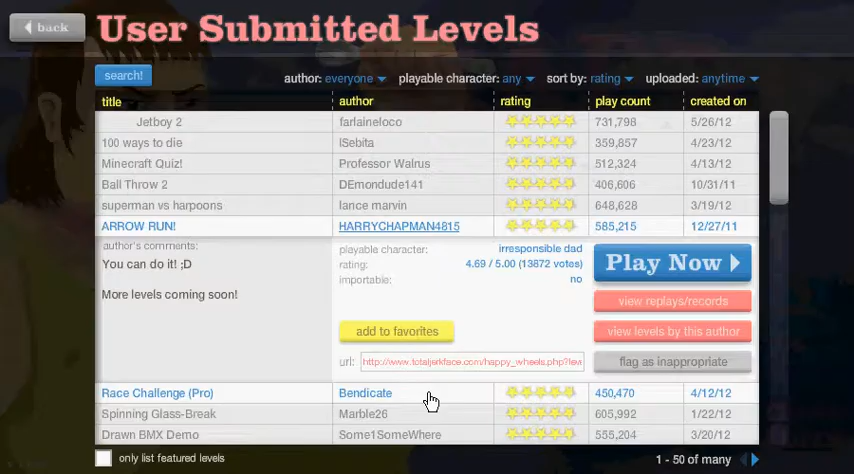 back
User Submitted Levels
search!
author: everyone playable character: any sort by: rating uploaded: anytime
title author rating play count created on
Jetboy 2 farlaineloco 731,798 5/26/12
100 ways to die ISebita 359,857 4/23/12
Minecraft Quiz! Professor Walrus 512,324 4/13/12
Ball Throw 2 DEmondude141 406,606 10/31/11
superman vs harpoons lance marvin 648,628 3/19/12
ARROW RUN! HARRYCHAPMAN4815 585,215 12/27/11
author's comments:
You can do it! ;D
More levels coming soon!
playable character: irresponsible dad
rating: 4.69 / 5.00 (13872 votes)
importable: no
add to favorites
url: http://www.totaljerkface.com/happy_wheels.php?leve
Play Now
view replays/records
view levels by this author
flag as inappropriate
Race Challenge (Pro) Bendicate 450,470 4/12/12
Spinning Glass-Break Marble26 605,992 1/22/12
Drawn BMX Demo Some1SomeWhere 555,204 3/20/12
only list featured levels
1 - 50 of many